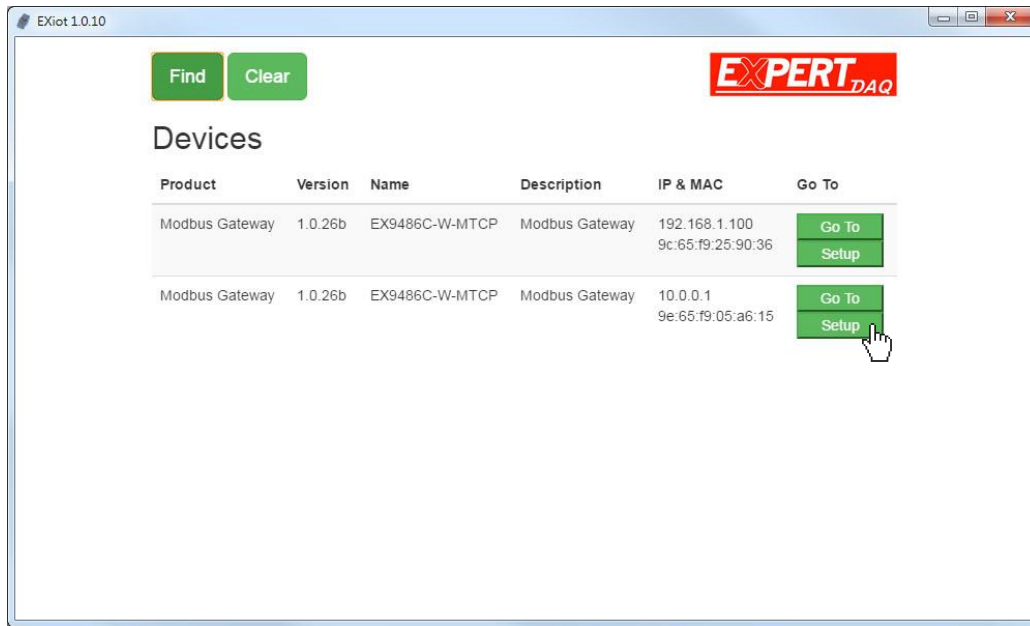 EXiot 1.0.10
Find Clear
EXPERT DAQ
Devices
Product Version Name Description IP & MAC Go To
Modbus Gateway 1.0.26b EX9486C-W-MTCP Modbus Gateway 192.168.1.100 Go To
9c:65:f9:25:90:36 Setup
Modbus Gateway 1.0.26b EX9486C-W-MTCP Modbus Gateway 10.0.0.1 Go To
9e:65:f9:05:a6:15 Setup